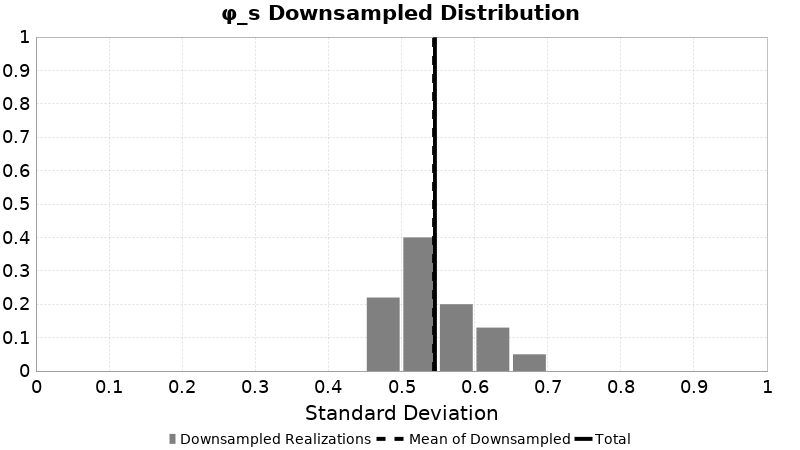 φ_s Downsampled Distribution
1
0.9
0.8
0.7
0.6
0.5
0.4
0.3
0.2
0.1
0
0 0.1 0.2 0.3 0.4 0.5 0.6 0.7 0.8 0.9 1
Standard Deviation
Downsampled Realizations Mean of Downsampled Total